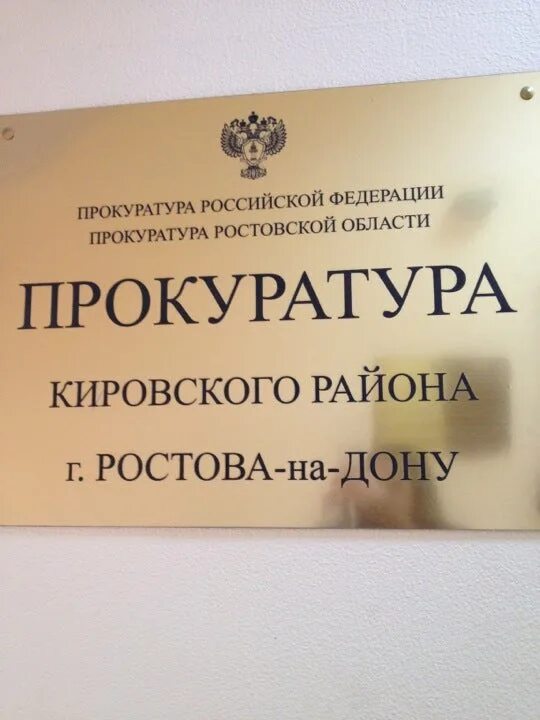 ПРОКУРАТУРА РОССИЙСКОЙ ФЕДЕРАЦИИ
ПРОКУРАТУРА РОСТОВСКОЙ ОБЛАСТИ
ПРОКУРАТУРА
КИРОВСКОГО РАЙОНА
г. РОСТОВА-на-ДОНУ